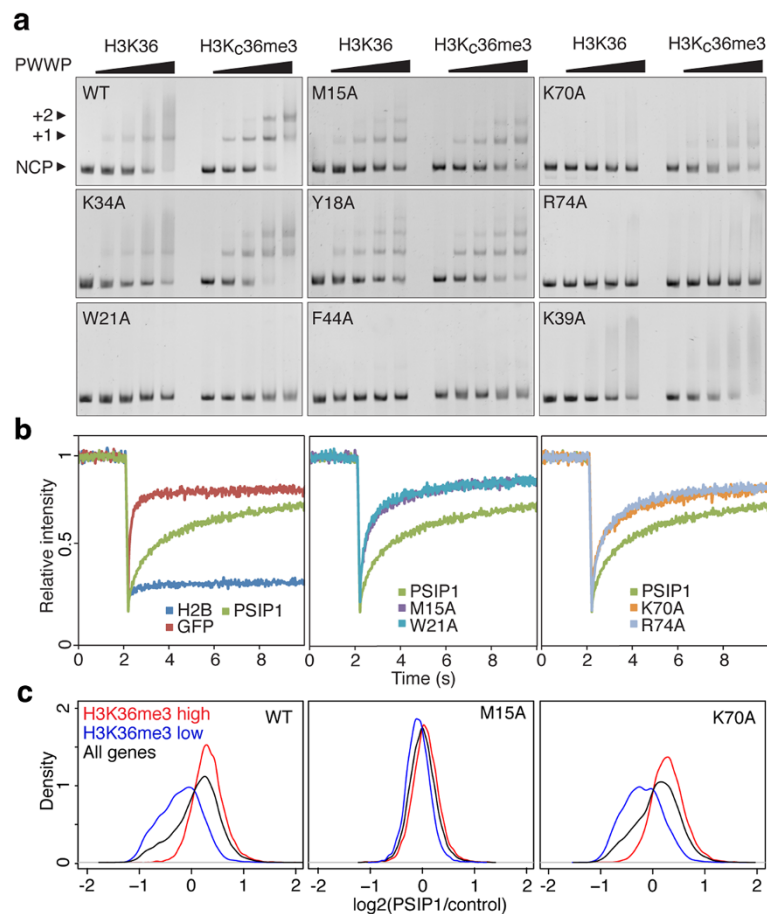 a
H3K36 H3Kc36me3 H3K36 H3Kc36me3 H3K36 H3Kc36me3
PWWP
WT M15A K70A
+2
+1
NCP
K34A Y18A R74A
W21A F44A K39A
b
Relative intensity
1
0.5
0
H2B PSIP1
GFP
PSIP1
M15A
W21A
PSIP1
K70A
R74A
0 2 4 6 8 0 2 4 6 8 0 2 4 6 8
Time (s)
c
H3K36me3 high
H3K36me3 low
All genes
WT M15A K70A
Density
2
1
0
-2 -1 0 1 2 -2 -1 0 1 2 -2 -1 0 1 2
log2(PSIP1/control)